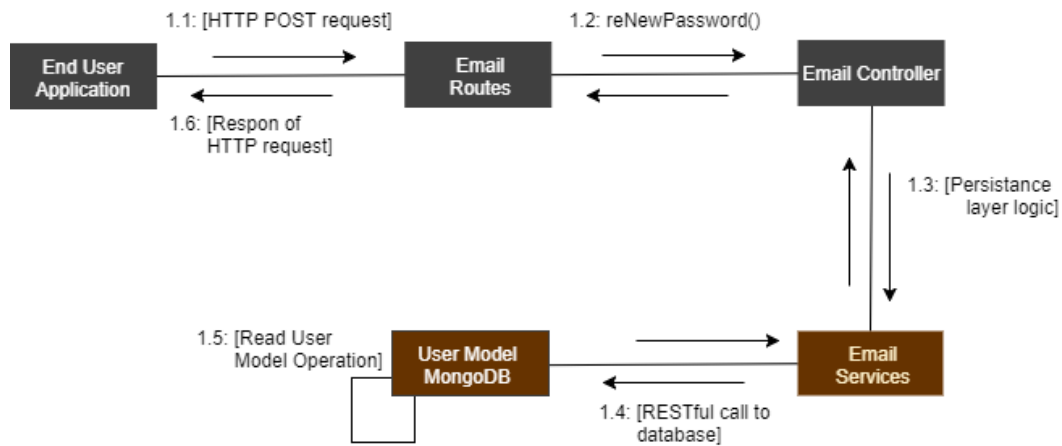 1.1: [HTTP POST request]
1.2: reNewPassword()
End User
Application
Email
Routes
Email Controller
1.6: [Respon of
HTTP request]
1.3: [Persistance
layer logic]
1.5: [Read User
Model Operation]
User Model
MongoDB
Email
Services
1.4: [RESTful call to
database]